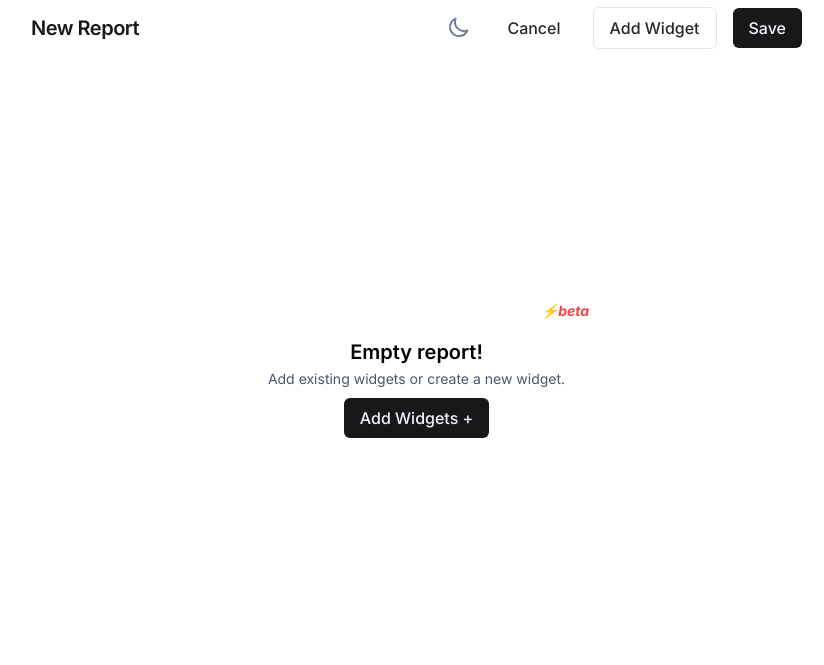 New Report
Cancel
Add Widget
Save
⚡beta
Empty report!
Add existing widgets or create a new widget.
Add Widgets +